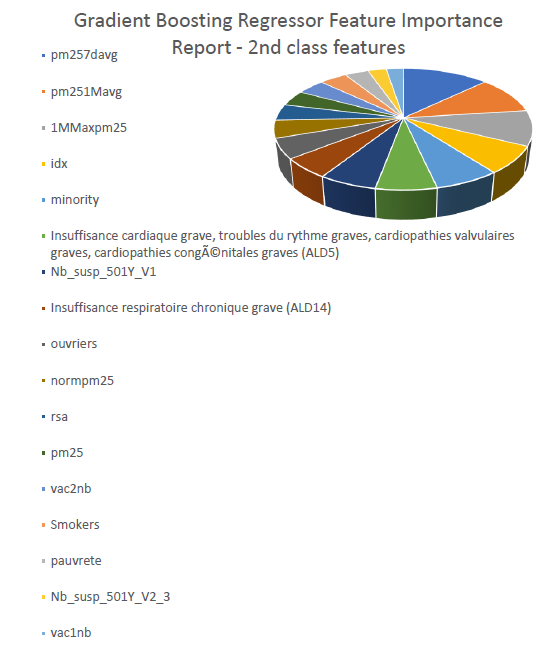 Gradient Boosting Regressor Feature Importance
Report - 2nd class features
pm257davg
pm251Mavg
1MMaxpm25
idx
minority
Insuffisance cardiaque grave, troubles du rythme graves, cardiopathies valvulaires
graves, cardiopathies congÃ©nitales graves (ALD5)
Nb_susp_501Y_V1
Insuffisance respiratoire chronique grave (ALD14)
ouvriers
normpm25
rsa
pm25
vac2nb
Smokers
pauvrete
Nb_susp_501Y_V2_3
vac1nb